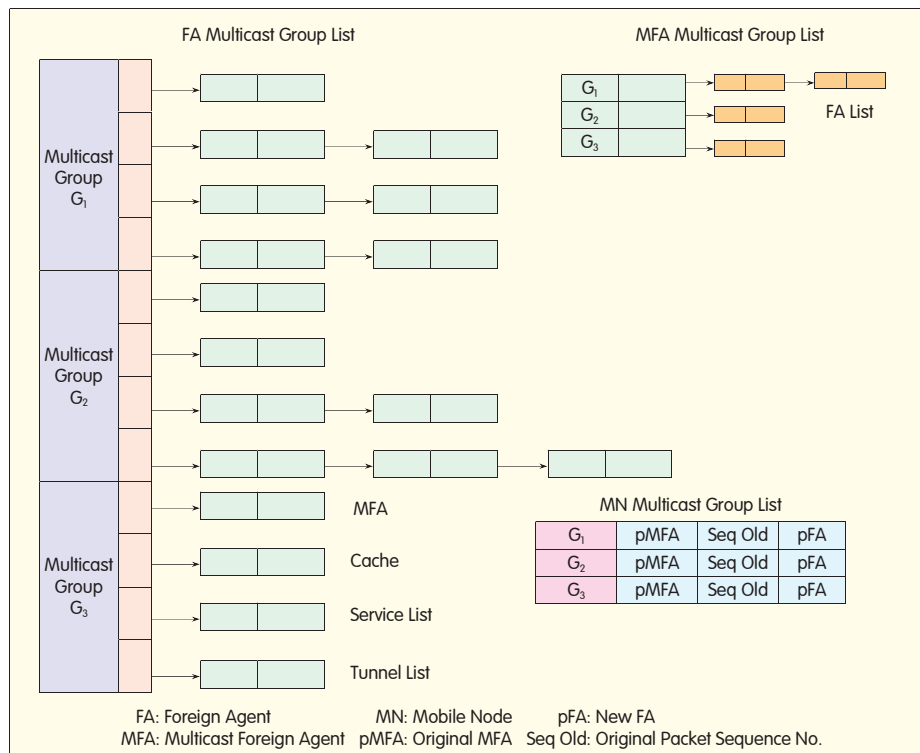 FA Multicast Group List
MFA Multicast Group List
G₁
G₂
G₃
FA List
Multicast
Group
G₁
Multicast
Group
G₂
Multicast
Group
G₃
MFA
Cache
Service List
Tunnel List
MN Multicast Group List
G₁ pMFA Seq Old pFA
G₂ pMFA Seq Old pFA
G₃ pMFA Seq Old pFA
FA: Foreign Agent MN: Mobile Node pFA: New FA
MFA: Multicast Foreign Agent pMFA: Original MFA Seq Old: Original Packet Sequence No.